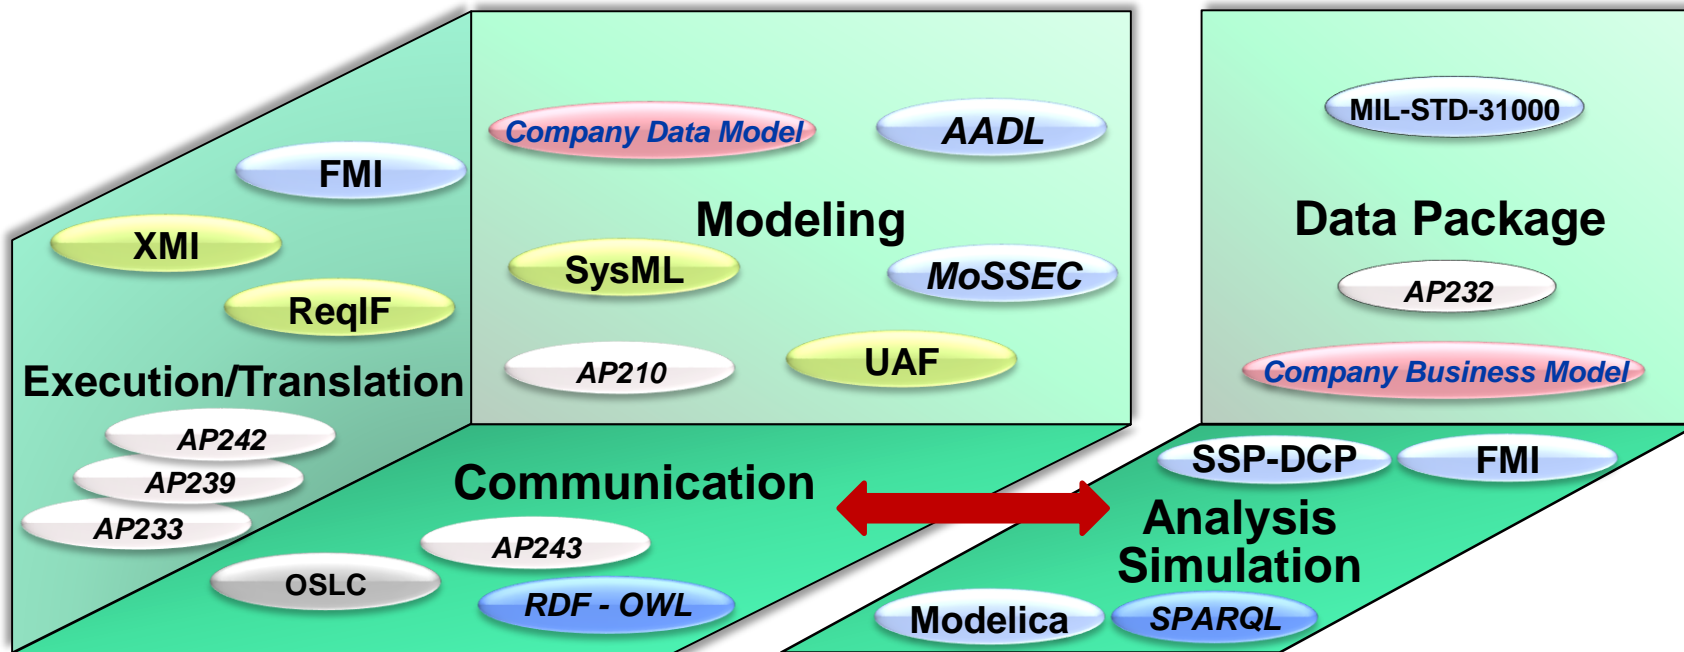 FMI
XMI
ReqIF
Execution/Translation
AP242
AP239
AP233
Company Data Model
AADL
Modeling
SysML
MoSSEC
AP210
UAF
Communication
AP243
OSLC
RDF - OWL
MIL-STD-31000
Data Package
AP232
Company Business Model
SSP-DCP
FMI
Analysis
Simulation
Modelica
SPARQL